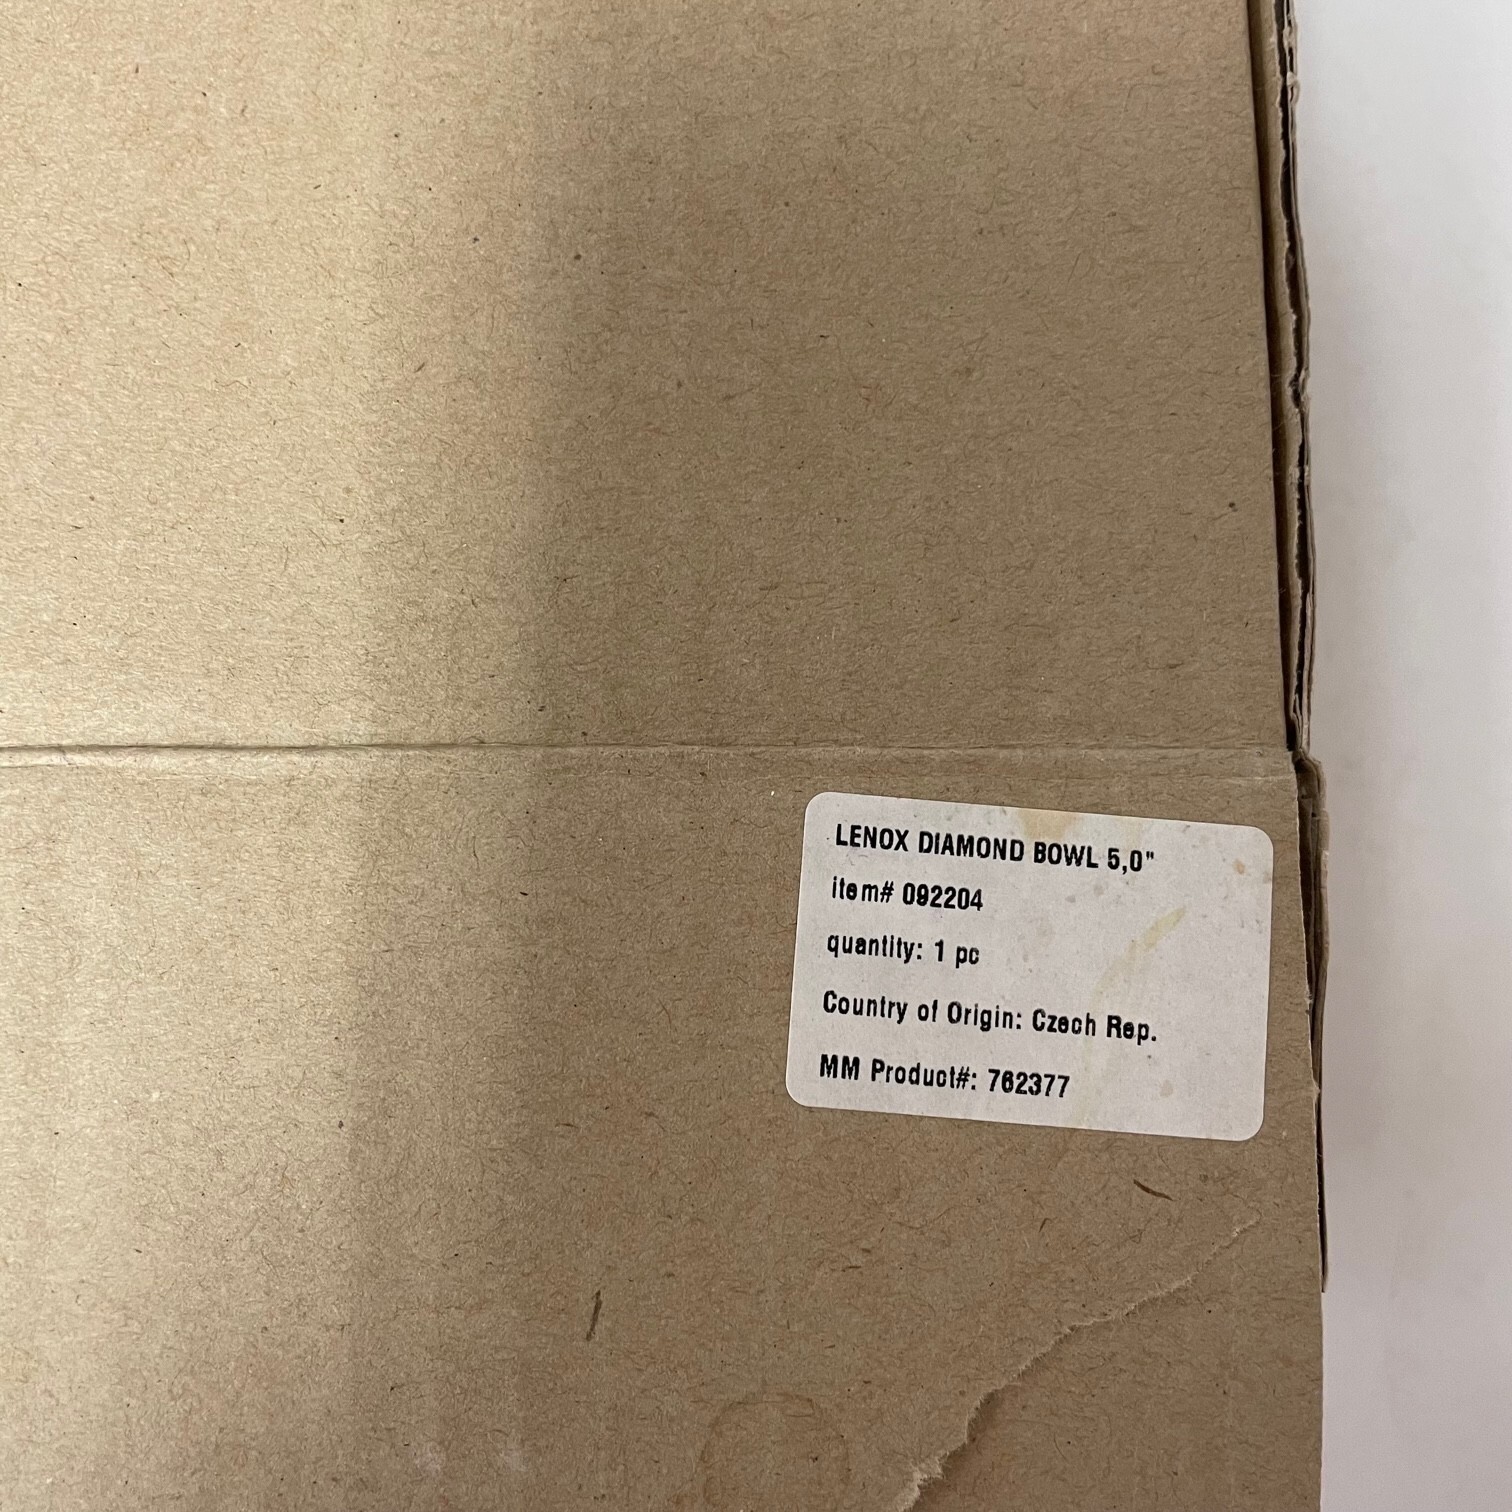 LENOX DIAMOND BOWL 5,0"
item# 092204
quantity: 1 pc
Country of Origin: Czech Rep.
MM Product#: 762377